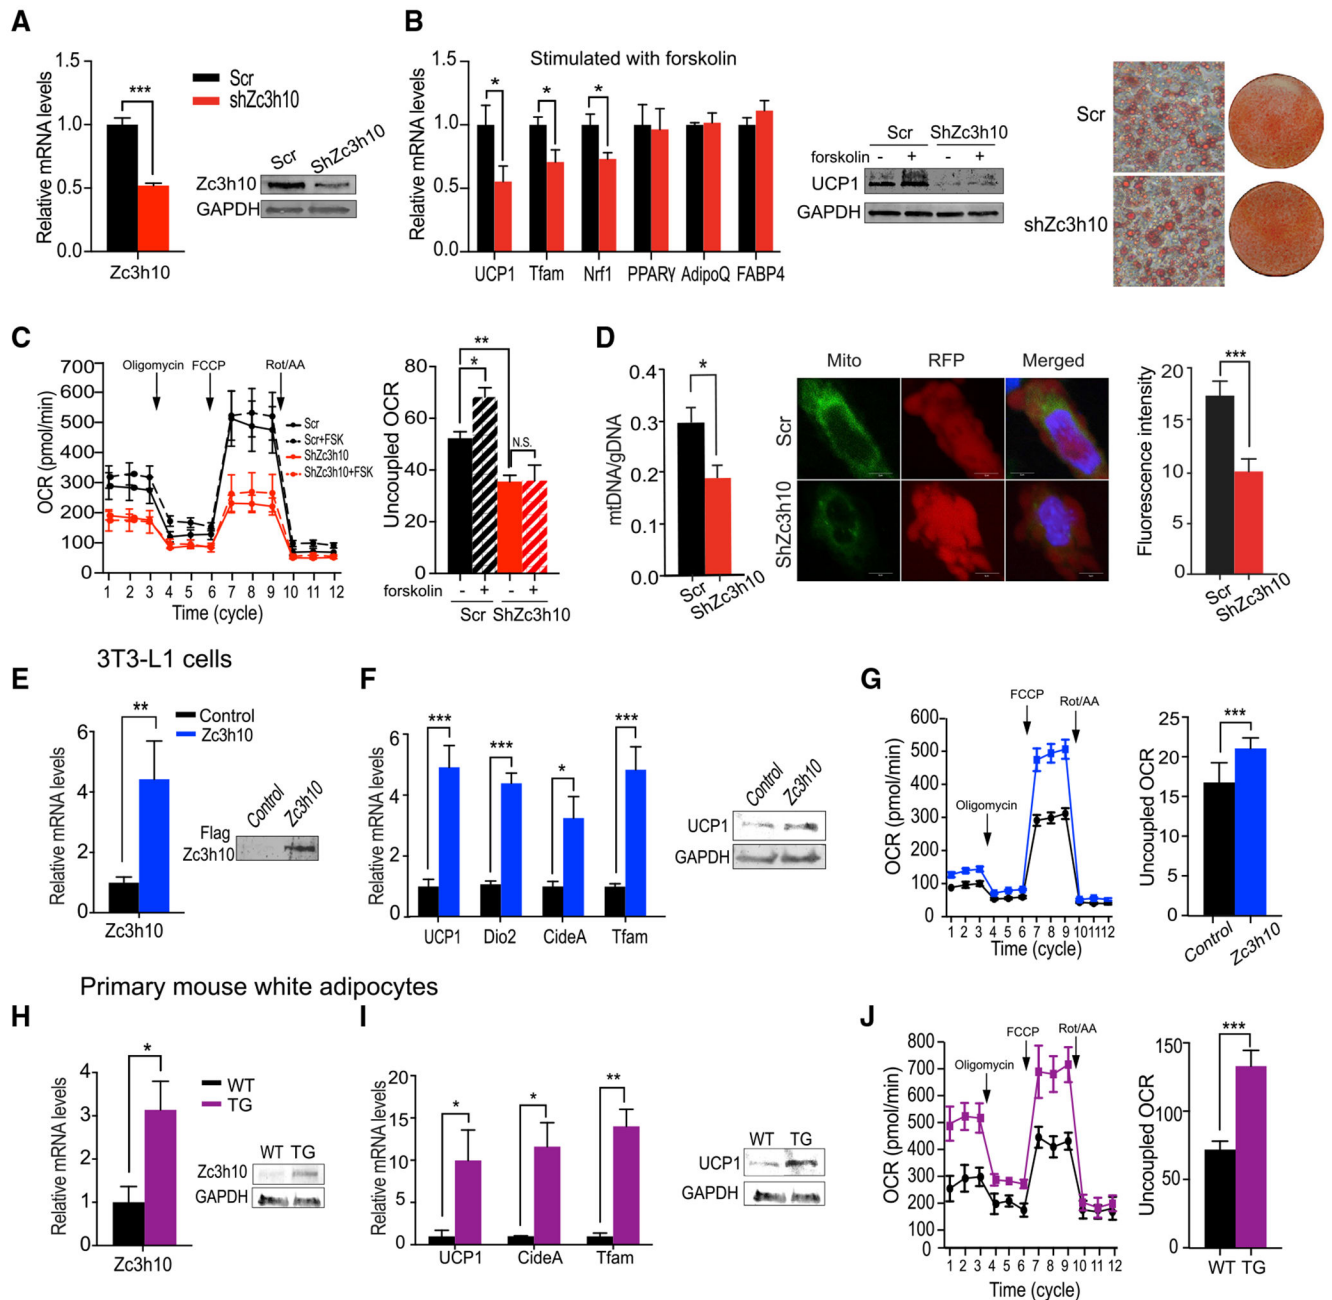 A
Relative mRNA levels
1.5
1.0
0.5
0.0
***
Zc3h10
Scr
shZc3h10
Scr ShZc3h10
Zc3h10
GAPDH
B
Stimulated with forskolin
Relative mRNA levels
1.5
1.0
0.5
0.0
* * *
UCP1 Tfam Nrf1 PPARγ AdipoQ FABP4
Scr ShZc3h10
forskolin - + - +
UCP1
GAPDH
Scr
shZc3h10
C
OCR (pmol/min)
700
600
500
400
300
200
100
0
Oligomycin FCCP Rot/AA
Scr
Scr+FSK
ShZc3h10
ShZc3h10+FSK
1 2 3 4 5 6 7 8 9 10 11 12
Time (cycle)
Uncoupled OCR
80
60
40
20
0
**
*
N.S.
forskolin - + - +
Scr ShZc3h10
D
mtDNA/gDNA
0.4
0.3
0.2
0.1
0.0
*
Scr
ShZc3h10
Mito RFP Merged
Scr
ShZc3h10
Fluorescence intensity
20
15
10
5
0
***
Scr
ShZc3h10
3T3-L1 cells
E
Relative mRNA levels
6
4
2
0
**
Zc3h10
Control
Zc3h10
Control Zc3h10
Flag
Zc3h10
F
Relative mRNA levels
6
4
2
0
*** *** * ***
UCP1 Dio2 CideA Tfam
Control Zc3h10
UCP1
GAPDH
G
OCR (pmol/min)
600
500
400
300
200
100
0
Oligomycin
FCCP
Rot/AA
1 2 3 4 5 6 7 8 9 10 11 12
Time (cycle)
Uncoupled OCR
25
20
15
10
5
0
***
Control Zc3h10
Primary mouse white adipocytes
H
Relative mRNA levels
4
3
2
1
0
*
Zc3h10
WT
TG
WT TG
Zc3h10
GAPDH
I
Relative mRNA levels
20
15
10
5
0
* * **
UCP1 CideA Tfam
WT TG
UCP1
GAPDH
J
OCR (pmol/min)
800
700
600
500
400
300
200
100
0
Oligomycin
FCCP
Rot/AA
1 2 3 4 5 6 7 8 9 10 11 12
Time (cycle)
Uncoupled OCR
150
100
50
0
***
WT TG